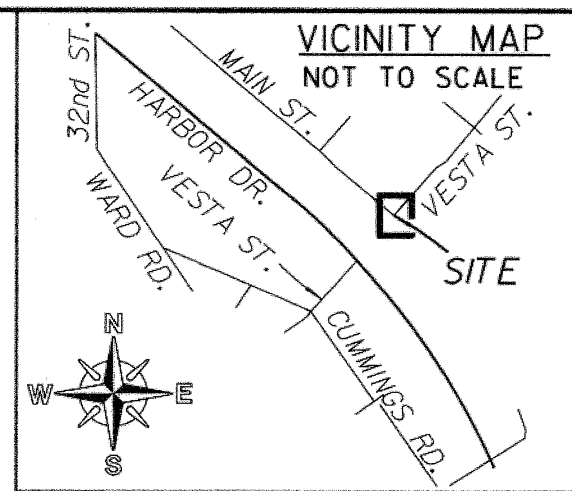 VICINITY MAP
NOT TO SCALE
32nd ST.
MAIN ST.
HARBOR DR.
VESTA ST.
WARD RD.
VESTA ST.
SITE
CUMMINGS RD.
N
W
E
S